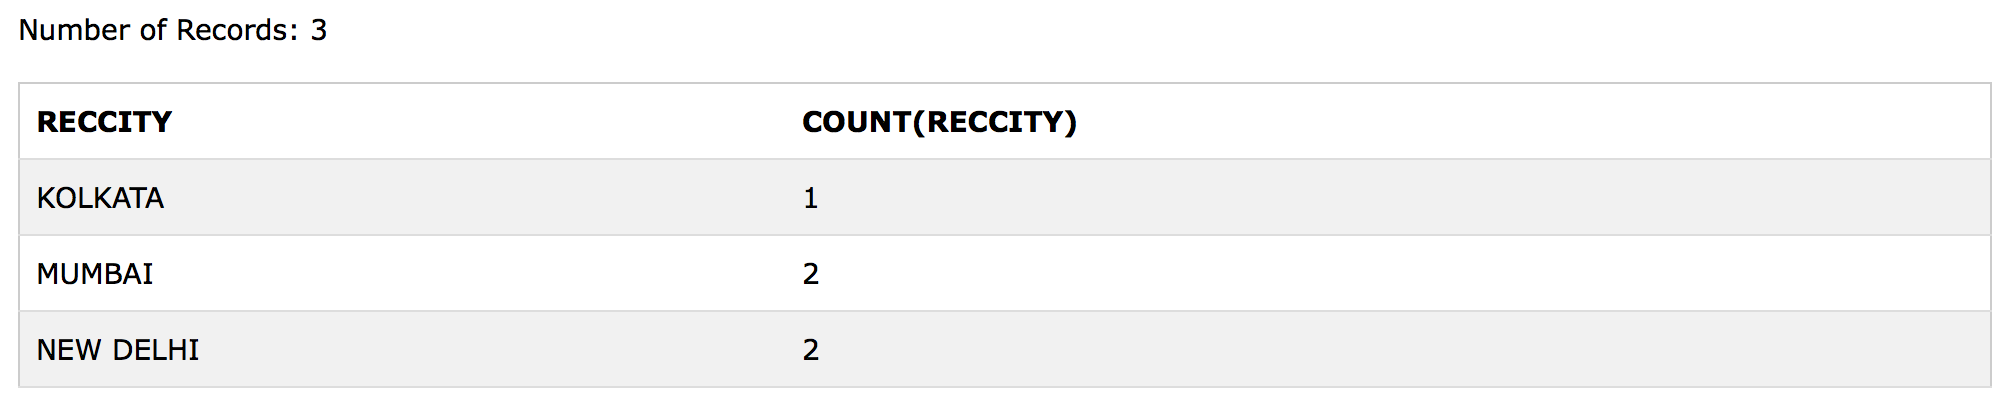 Number of Records: 3
RECCITY COUNT(RECCITY)
KOLKATA 1
MUMBAI 2
NEW DELHI 2